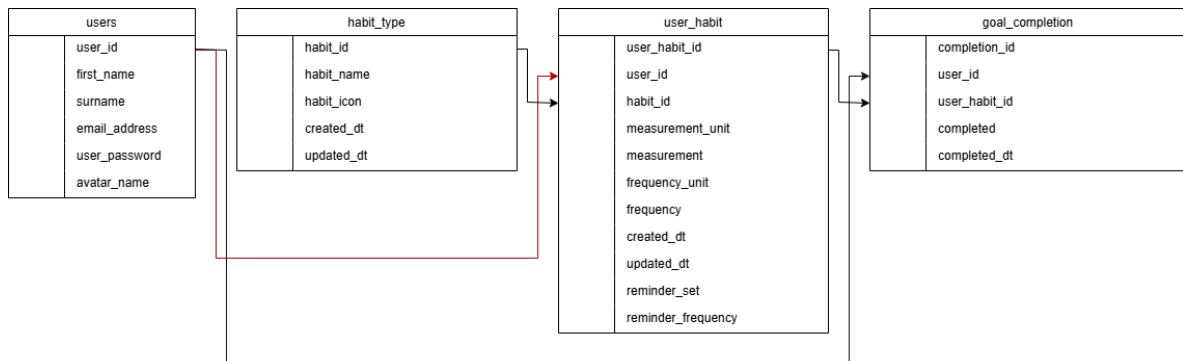 users
user_id
first_name
surname
email_address
user_password
avatar_name
habit_type
habit_id
habit_name
habit_icon
created_dt
updated_dt
user_habit
user_habit_id
user_id
habit_id
measurement_unit
measurement
frequency_unit
frequency
created_dt
updated_dt
reminder_set
reminder_frequency
goal_completion
completion_id
user_id
user_habit_id
completed
completed_dt